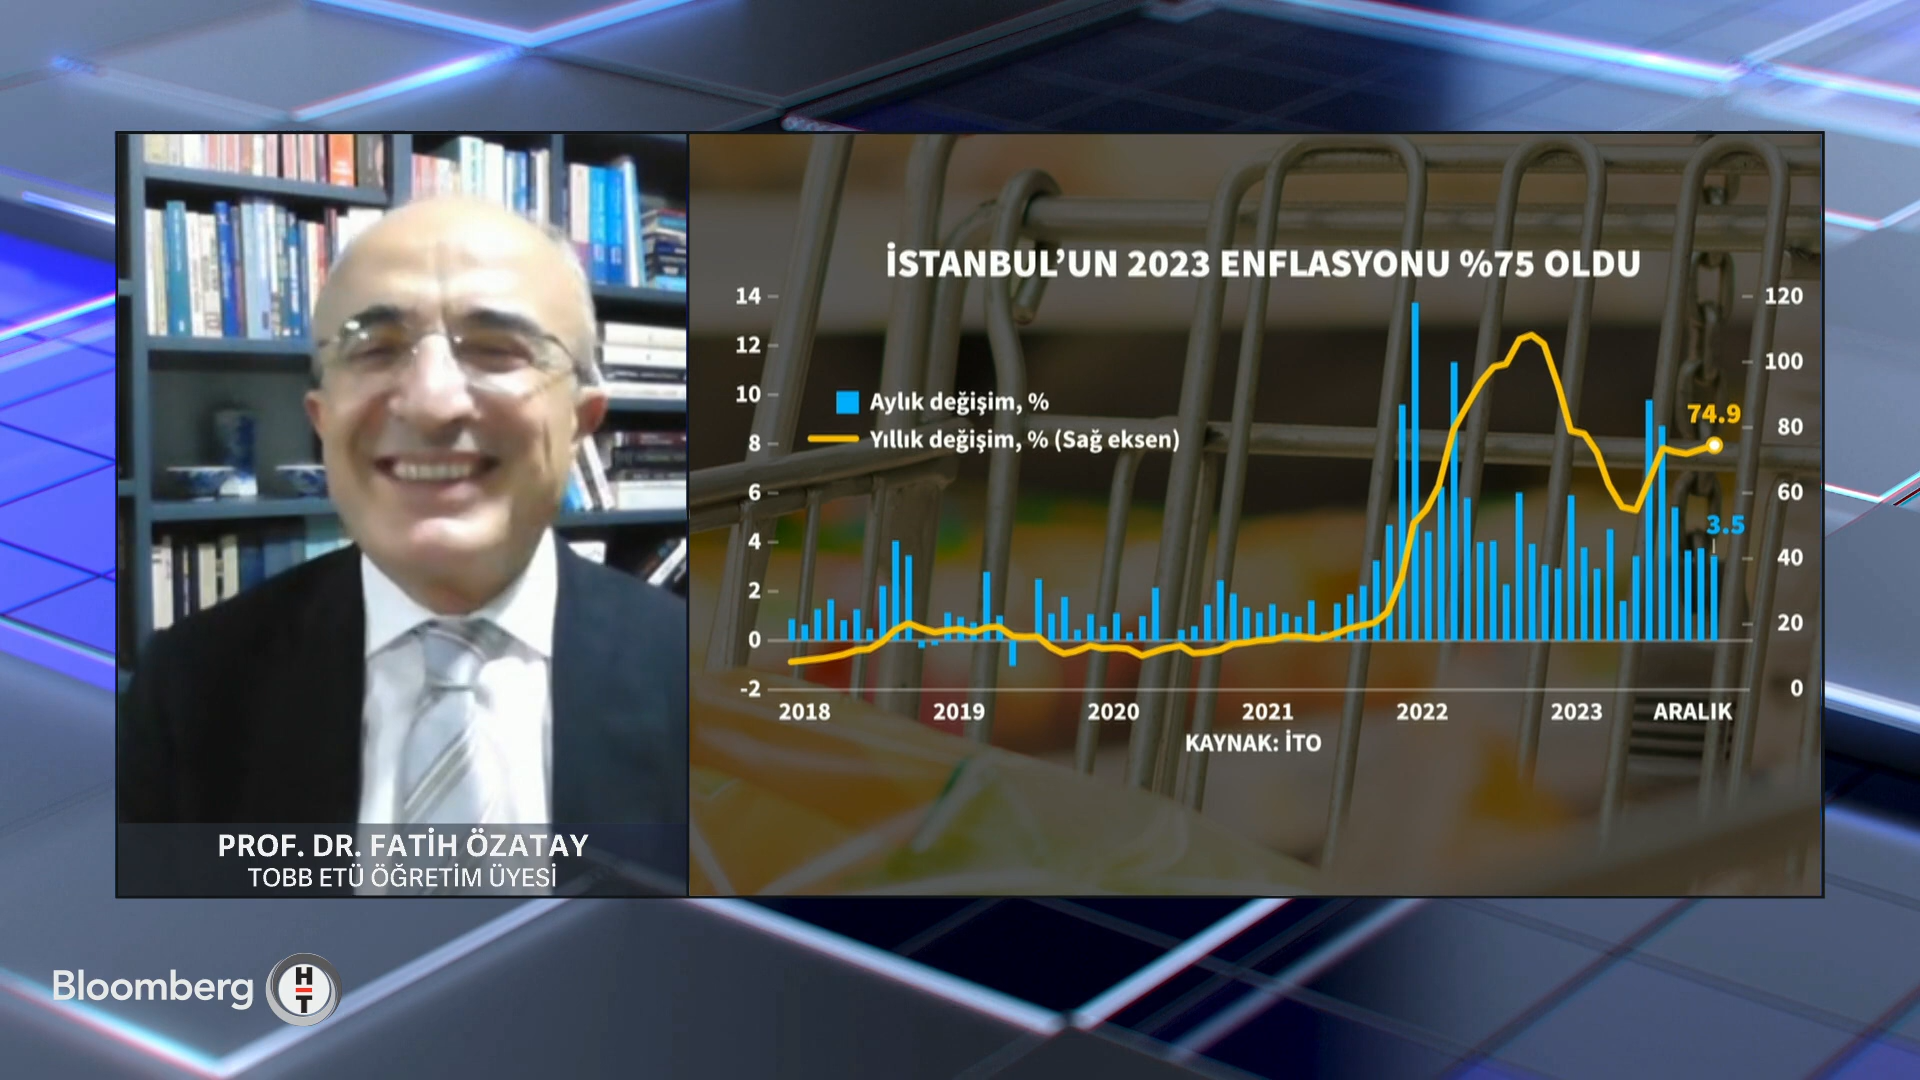 İSTANBUL'UN 2023 ENFLASYONU %75 OLDU
14
12
10
8
6
4
2
0
-2
120
100
80
60
40
20
0
Aylık değişim, %
Yıllık değişim, % (Sağ eksen)
74.9
3.5
2018 2019 2020 2021 2022 2023 ARALIK
KAYNAK: İTO
PROF. DR. FATİH ÖZATAY
TOBB ETÜ ÖĞRETİM ÜYESİ
Bloomberg HT